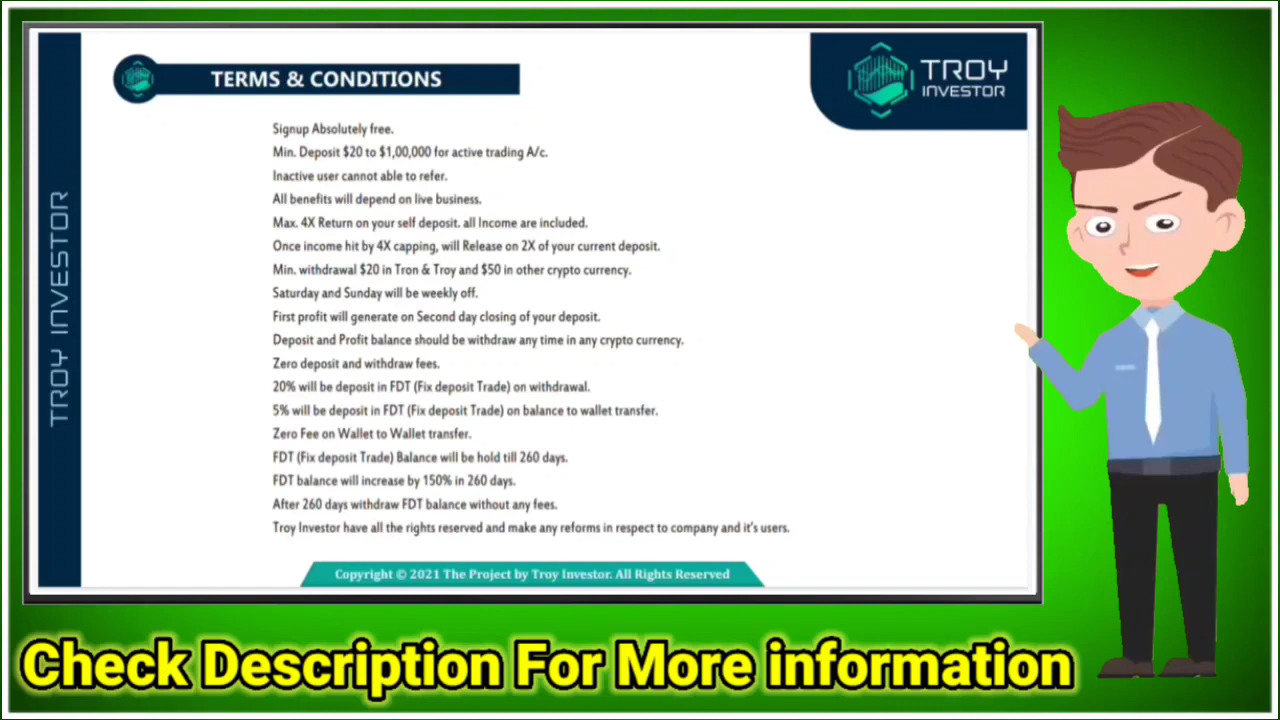 TERMS & CONDITIONS
TROY
INVESTOR
TROY INVESTOR
Signup Absolutely free.
Min. Deposit $20 to $1,00,000 for active trading A/c.
Inactive user cannot able to refer.
All benefits will depend on live business.
Max. 4X Return on your self deposit. all Income are included.
Once income hit by 4X capping, will Release on 2X of your current deposit.
Min. withdrawal $20 in Tron & Troy and $50 in other crypto currency.
Saturday and Sunday will be weekly off.
First profit will generate on Second day closing of your deposit.
Deposit and Profit balance should be withdraw any time in any crypto currency.
Zero deposit and withdraw fees.
20% will be deposit in FDT (Fix deposit Trade) on withdrawal.
5% will be deposit in FDT (Fix deposit Trade) on balance to wallet transfer.
Zero Fee on Wallet to Wallet transfer.
FDT (Fix deposit Trade) Balance will be hold till 260 days.
FDT balance will increase by 150% in 260 days.
After 260 days withdraw FDT balance without any fees.
Troy Investor have all the rights reserved and make any reforms in respect to company and it's users.
Copyright © 2021 The Project by Troy Investor. All Rights Reserved
Check Description For More information